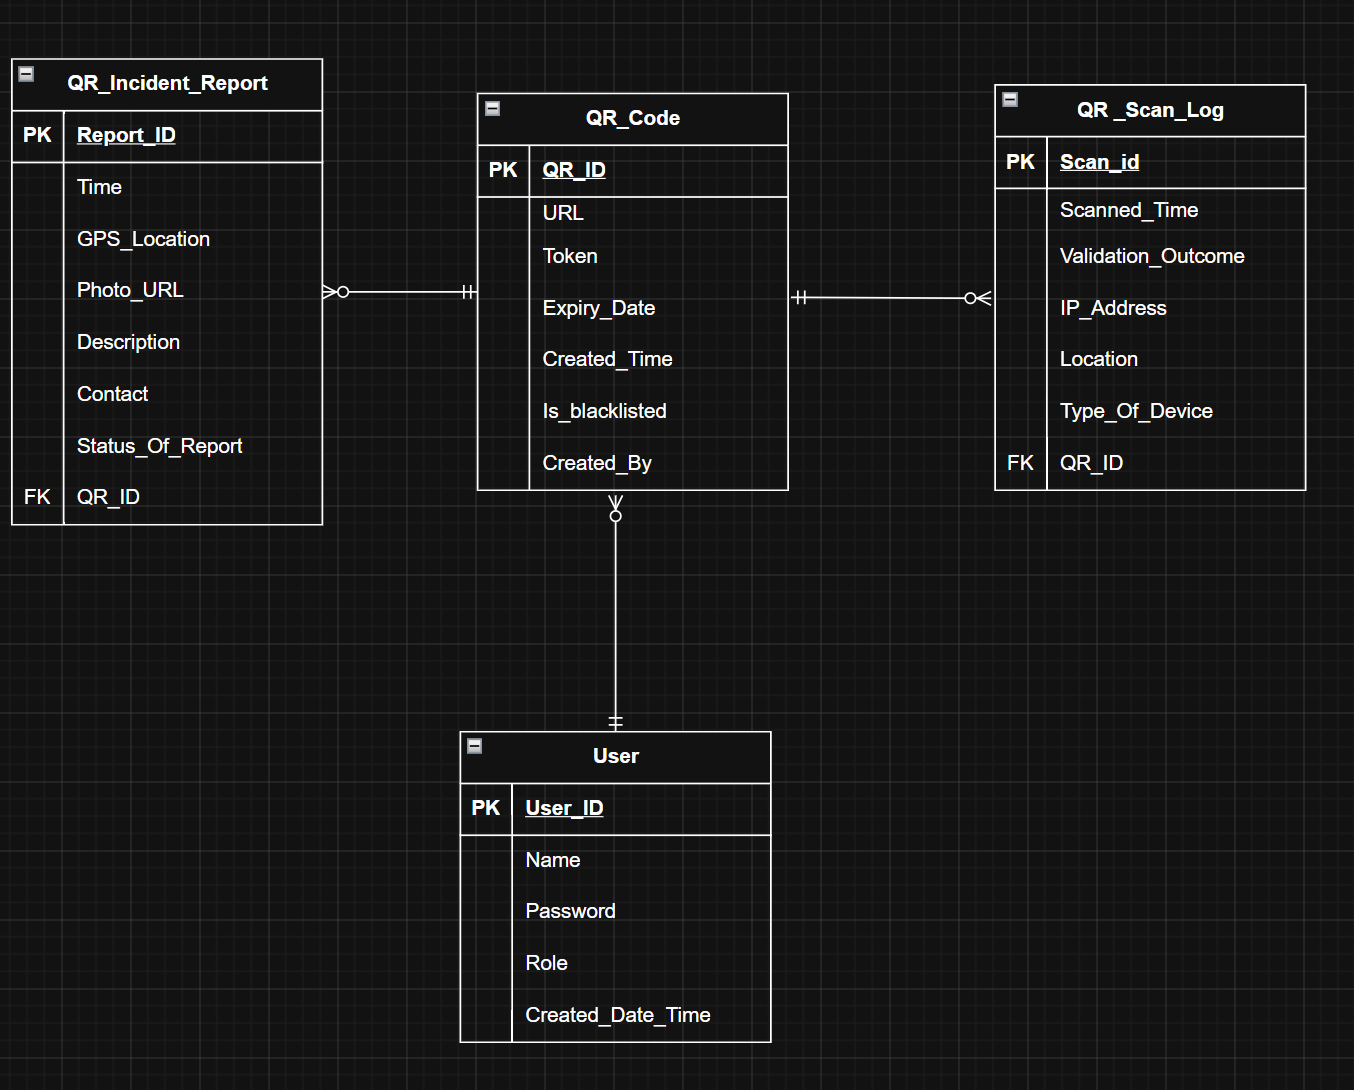 QR_Incident_Report
PK Report_ID
Time
GPS_Location
Photo_URL
Description
Contact
Status_Of_Report
FK QR_ID
QR_Code
PK QR_ID
URL
Token
Expiry_Date
Created_Time
Is_blacklisted
Created_By
QR _Scan_Log
PK Scan_id
Scanned_Time
Validation_Outcome
IP_Address
Location
Type_Of_Device
FK QR_ID
User
PK User_ID
Name
Password
Role
Created_Date_Time